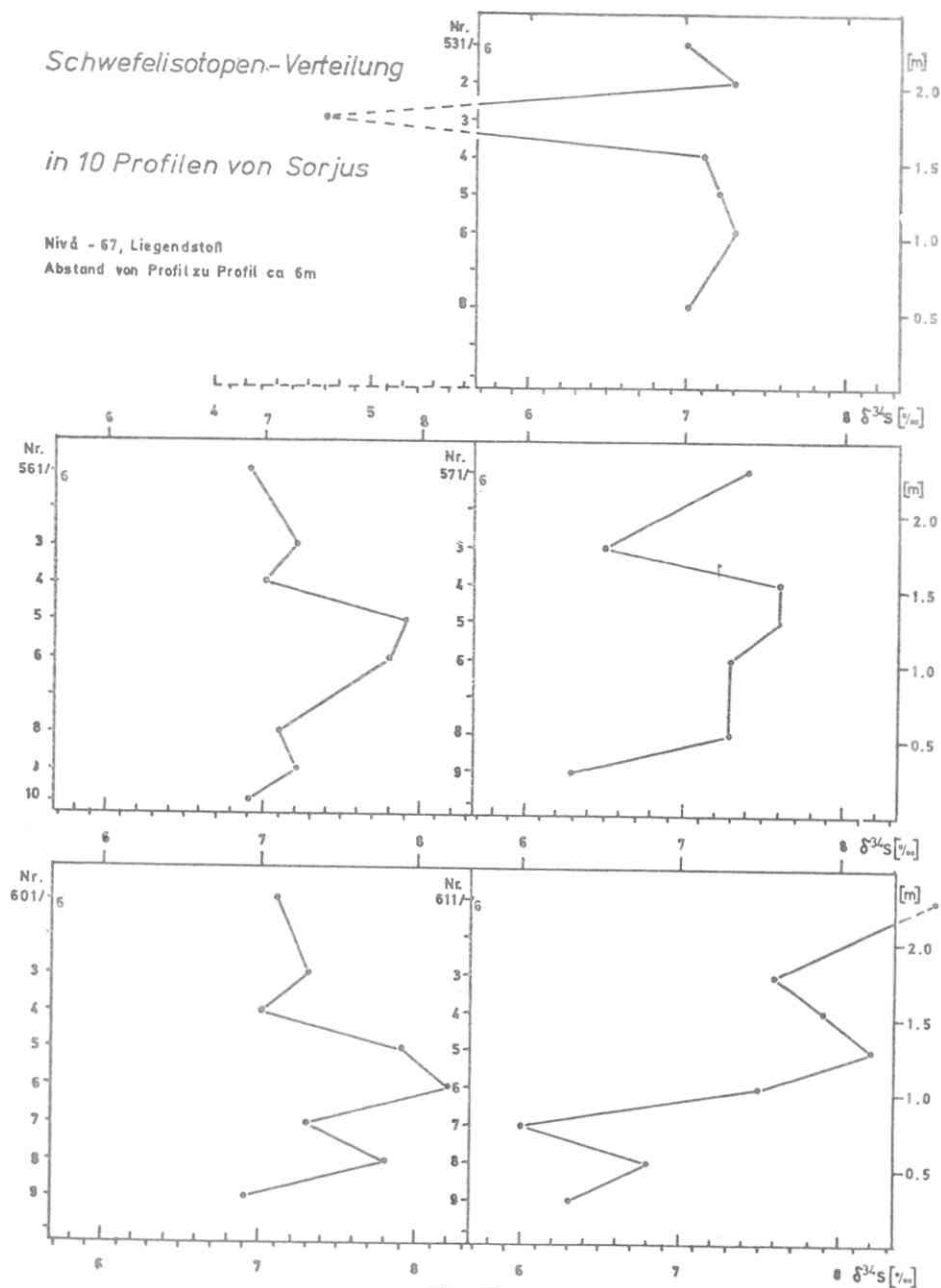 Schwefelisotopen-Verteilung
in 10 Profilen von Sorjus
Nivå - 67, Liegendstoß
Abstand von Profil zu Profil ca 6m
Nr.
531/6
2
3
4
5
6
8
[m]
2.0
1.5
1.0
0.5
4 5
6 7 8 δ³⁴S [‰]
6 7 8
Nr.
561/6
3
4
5
6
8
10
Nr.
571/6
3
4
5
6
8
9
[m]
2.0
1.5
1.0
0.5
6 7 8
6 7 8 δ³⁴S [‰]
Nr.
601/6
3
4
5
6
7
8
9
Nr.
611/6
3
4
5
6
7
8
9
[m]
2.0
1.5
1.0
0.5
6 7 8
6 7 8 δ³⁴S [‰]